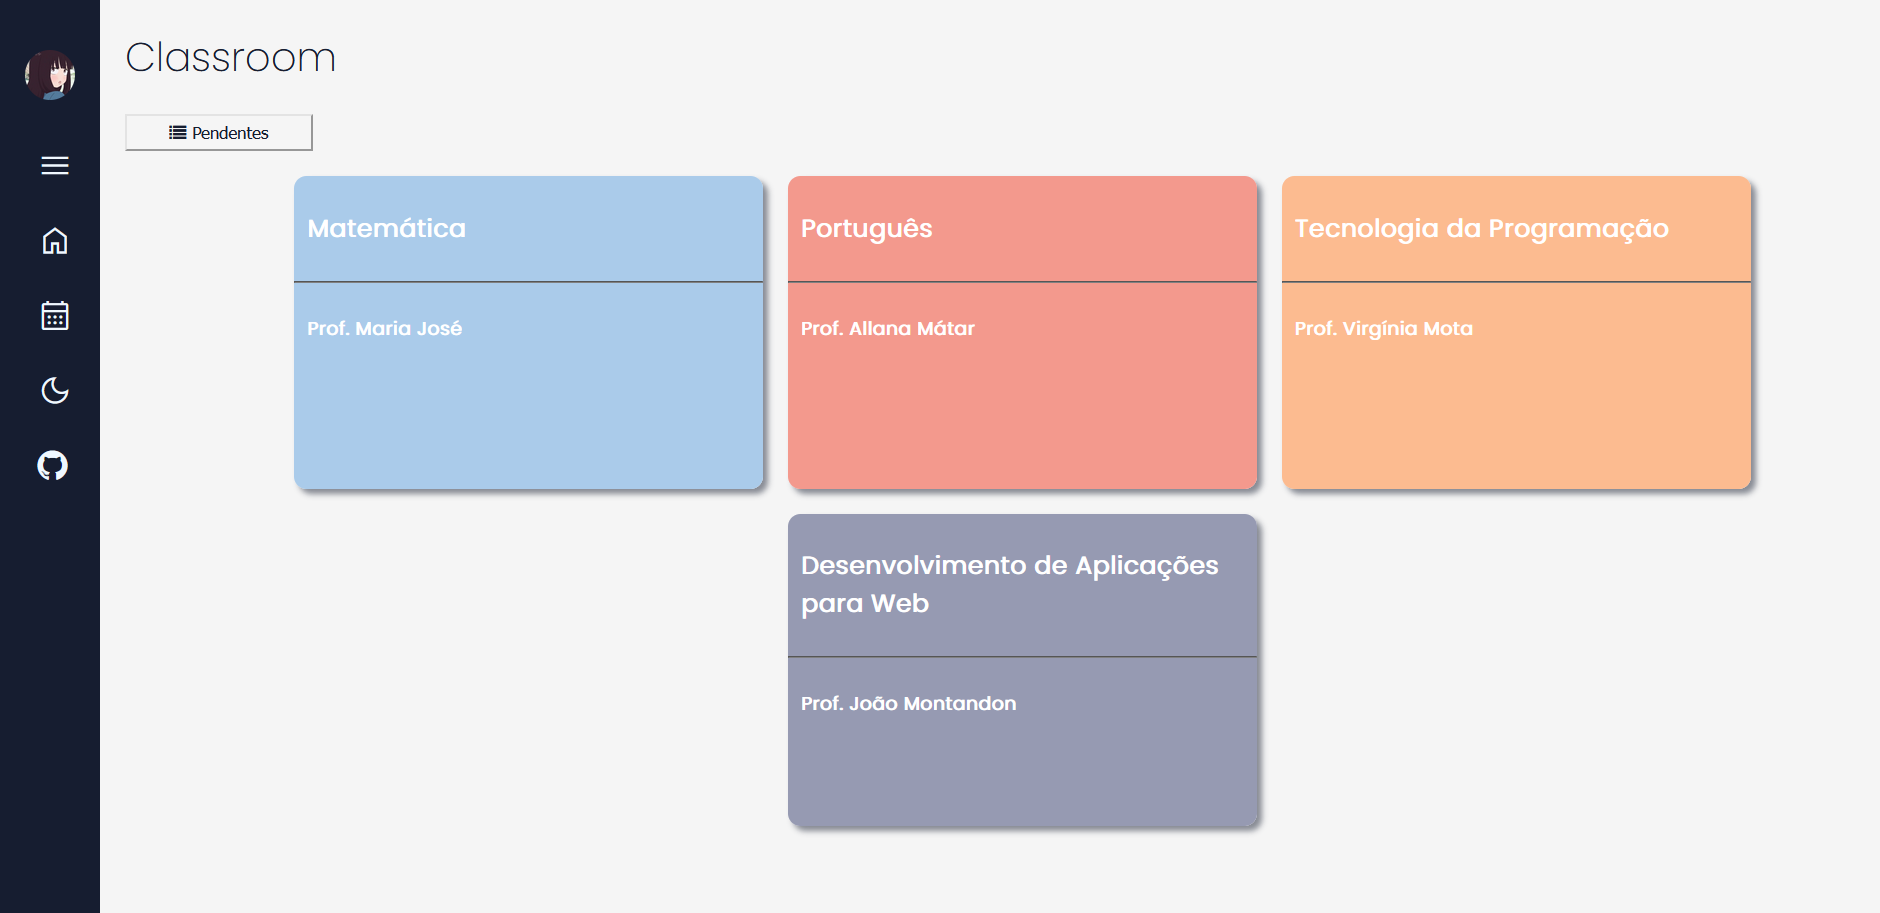 Classroom
Pendentes
Matemática
Prof. Maria José
Português
Prof. Allana Mátar
Tecnologia da Programação
Prof. Virgínia Mota
Desenvolvimento de Aplicações
para Web
Prof. João Montandon